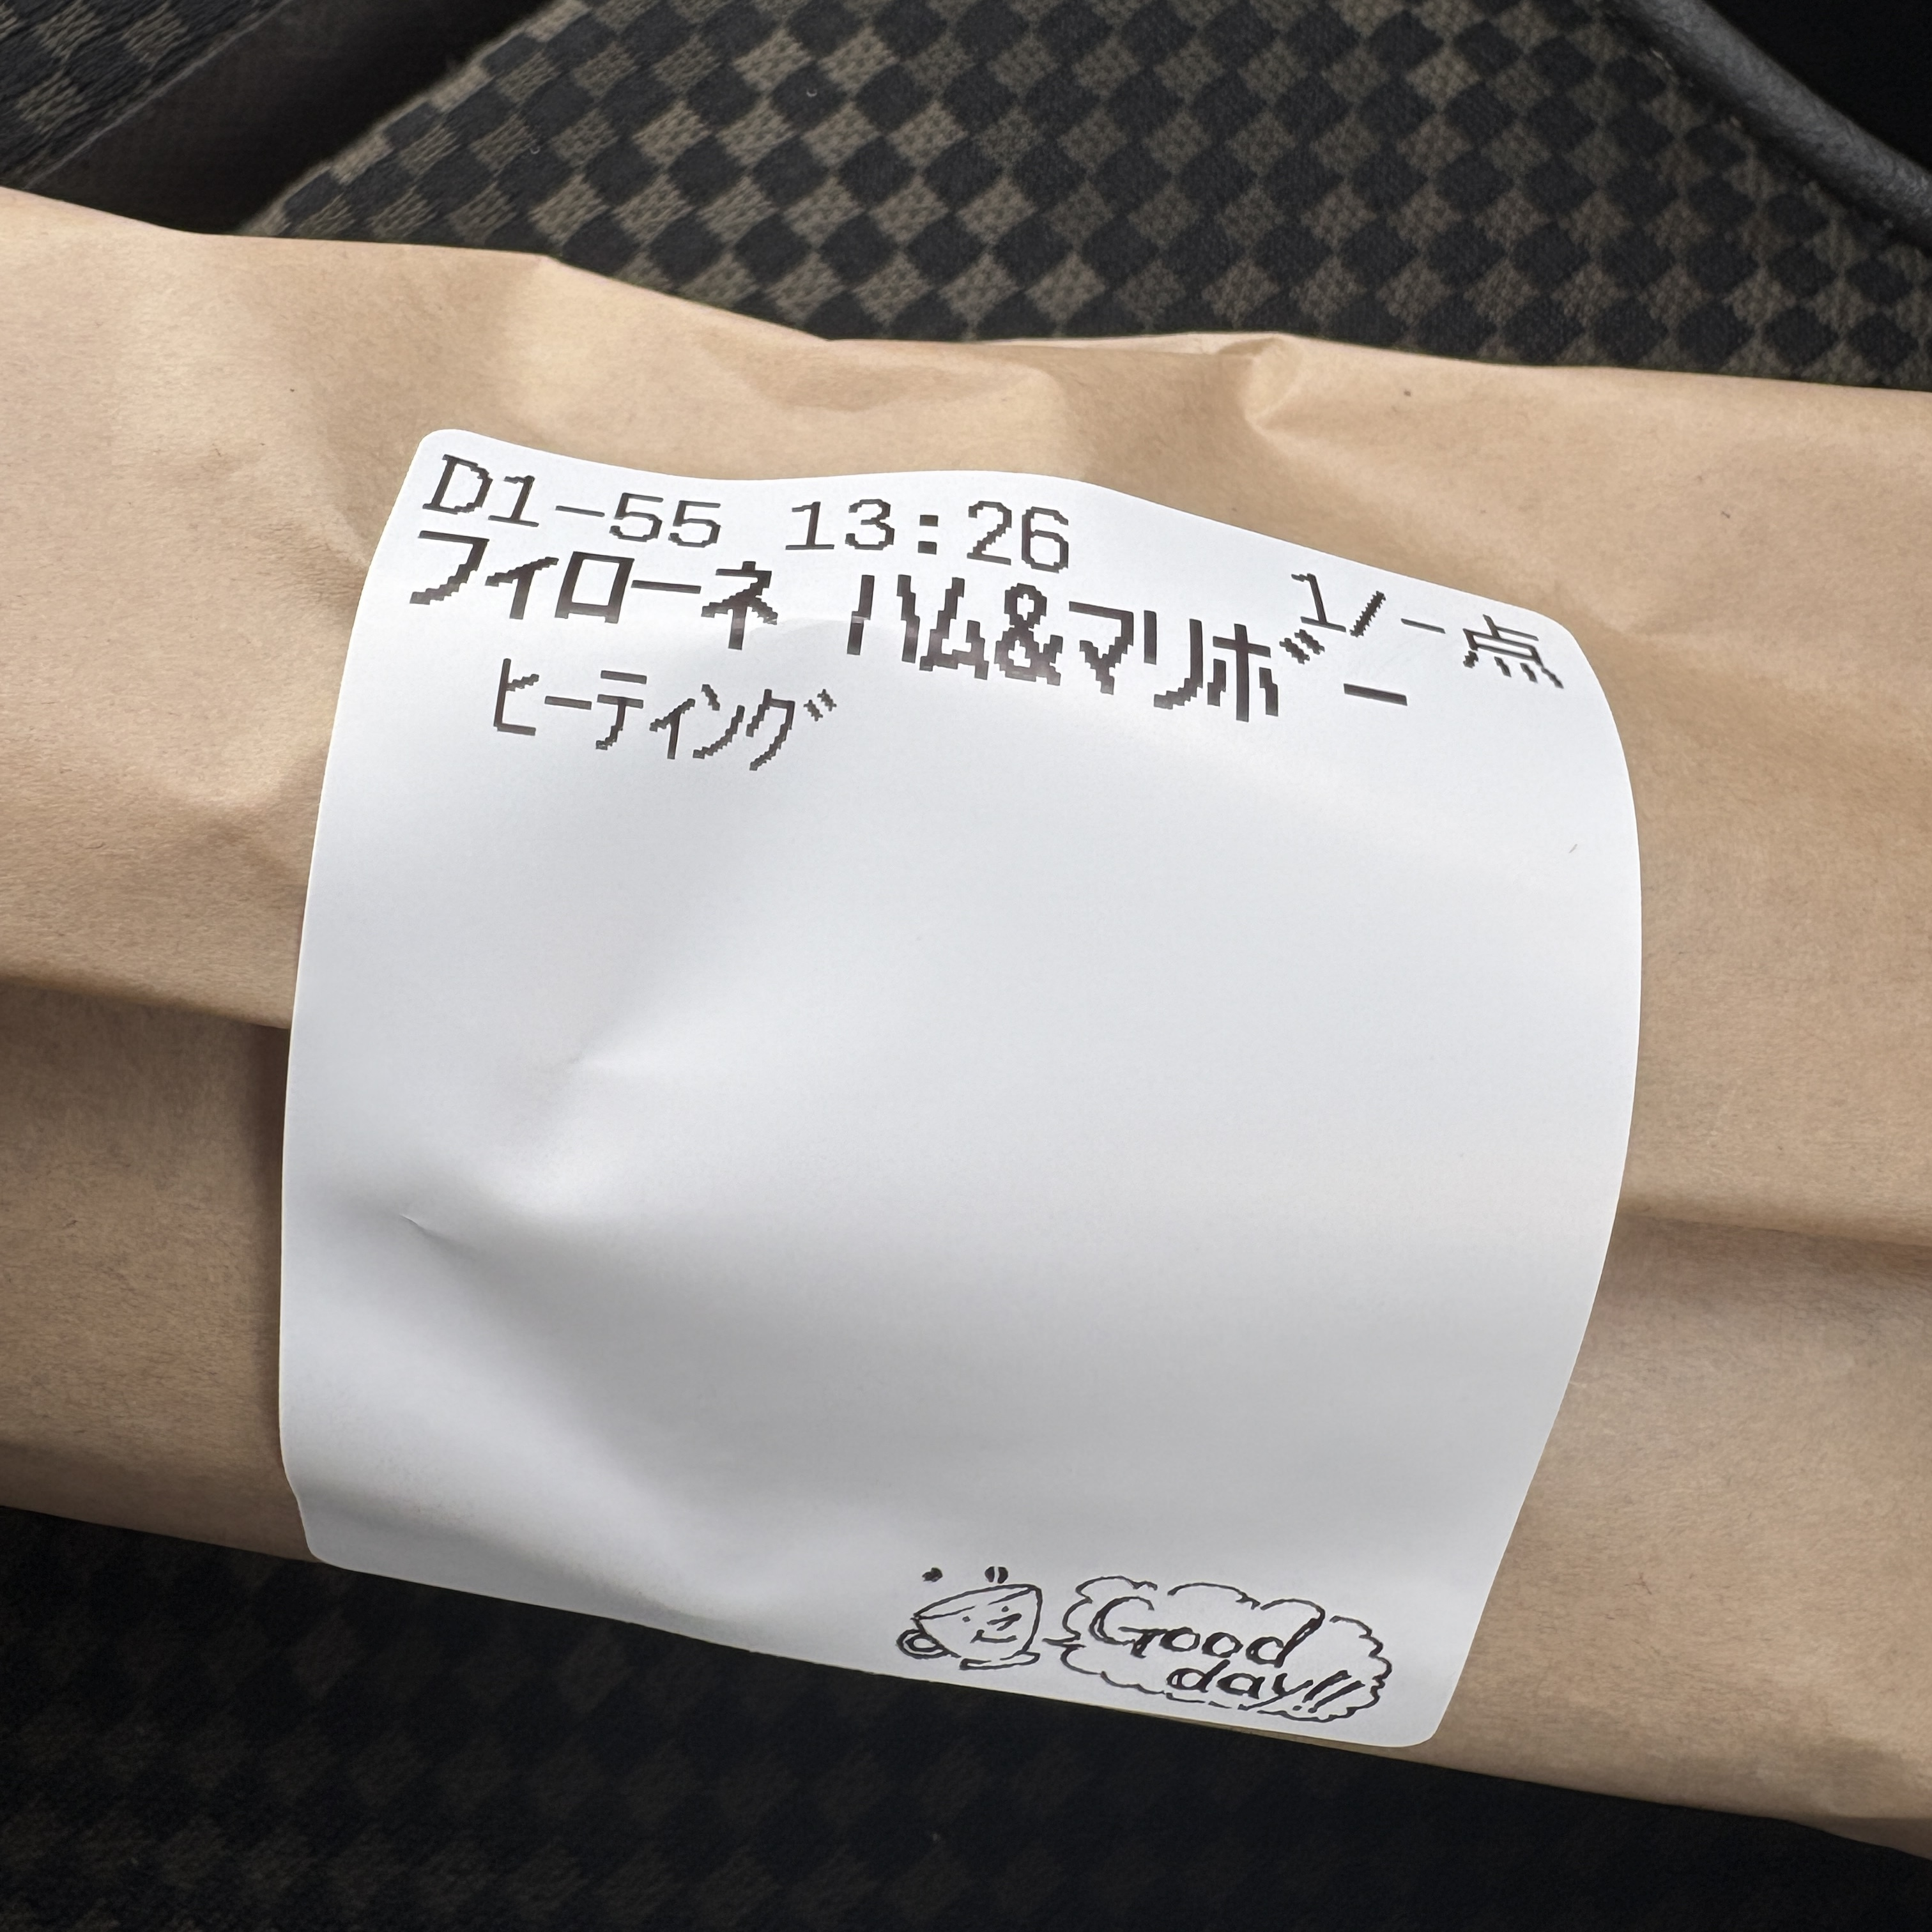 D1-55 13:26
1/-点
フィローネ ハム&マリボー
ヒーティング
Good
day!!